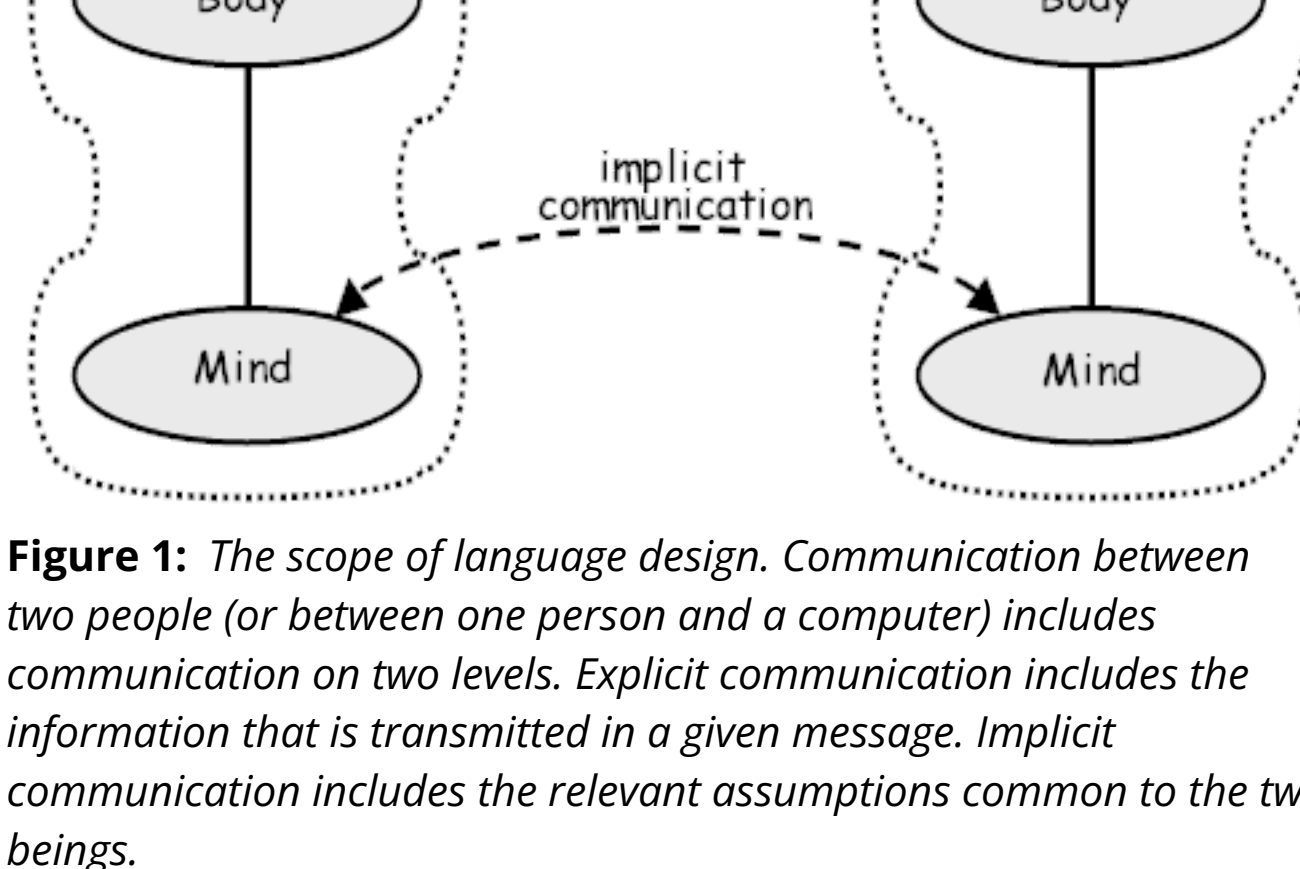 Body Body
implicit
communication
Mind Mind
Figure 1: The scope of language design. Communication between
two people (or between one person and a computer) includes
communication on two levels. Explicit communication includes the
information that is transmitted in a given message. Implicit
communication includes the relevant assumptions common to the tw
beings.